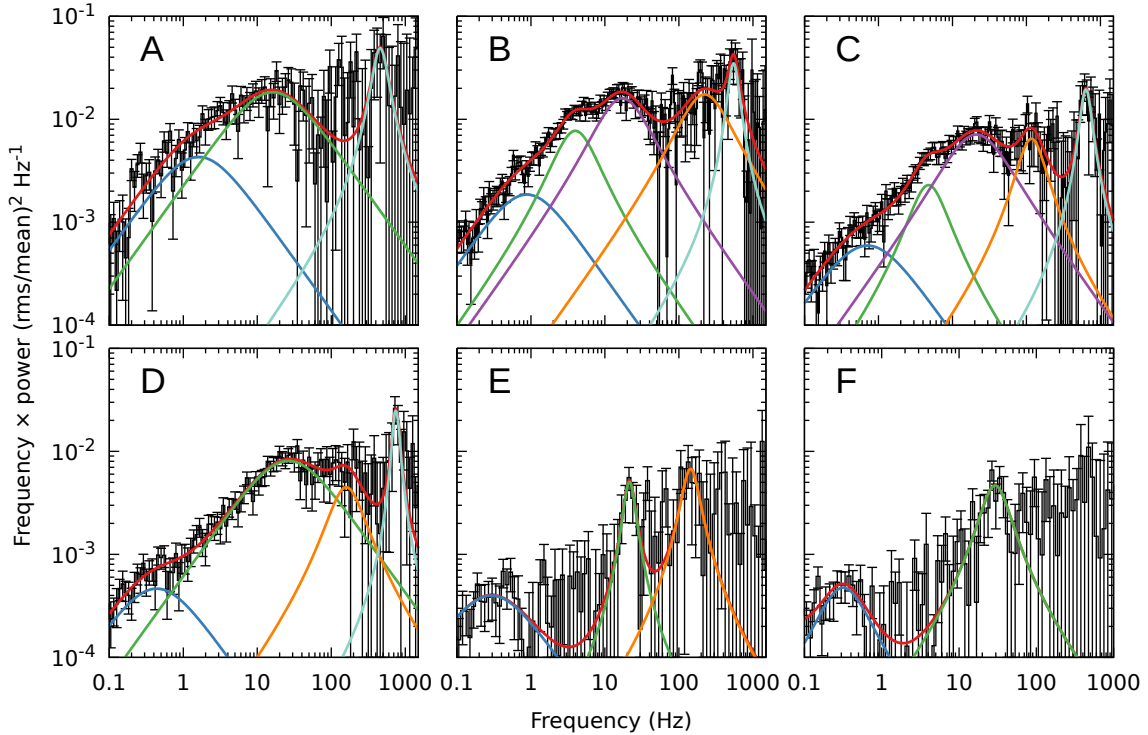 A B C
10⁻¹
10⁻²
10⁻³
10⁻⁴
D E F
10⁻¹
10⁻²
10⁻³
10⁻⁴
0.1 1 10 100 1000 0.1 1 10 100 1000 0.1 1 10 100 1000
Frequency × power (rms/mean)² Hz⁻¹
Frequency (Hz)